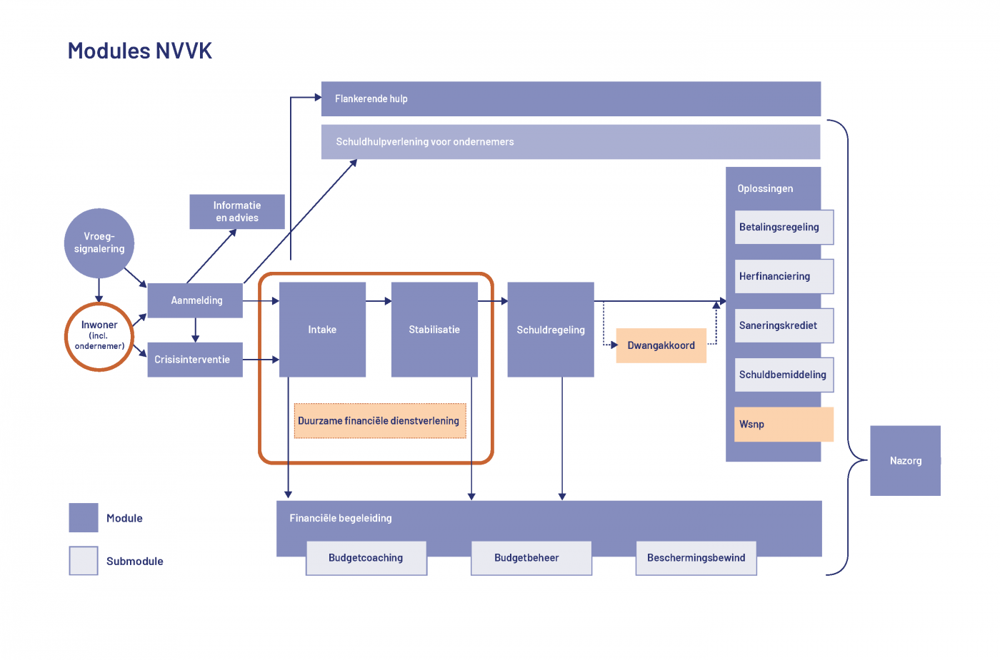 Modules NVVK
Flankerende hulp
Schuldhulpverlening voor ondernemers
Oplossingen
Informatie
en advies
Betalingsregeling
Vroeg-
signalering
Herfinanciering
Aanmelding
Inwoner
(incl.
ondernemer)
Intake
Stabilisatie
Schuldregeling
Saneringskrediet
Dwangakkoord
Crisisinterventie
Schuldbemiddeling
Duurzame financiële dienstverlening
Wsnp
Nazorg
Module
Financiële begeleiding
Submodule
Budgetcoaching
Budgetbeheer
Beschermingsbewind